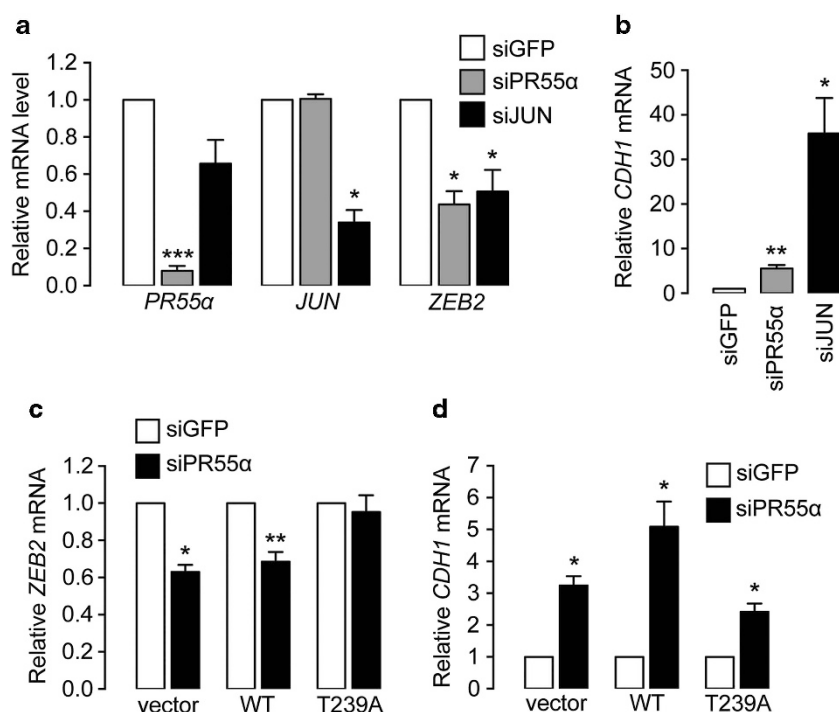 a
siGFP
siPR55α
siJUN
Relative mRNA level
1.2
1.0
0.8
0.6
0.4
0.2
0.0
***
*
*
*
PR55α
JUN
ZEB2
b
Relative CDH1 mRNA
50
40
30
20
10
0
**
*
siGFP
siPR55α
siJUN
c
siGFP
siPR55α
Relative ZEB2 mRNA
1.2
1.0
0.8
0.6
0.4
0.2
0.0
*
**
vector
WT
T239A
d
siGFP
siPR55α
Relative CDH1 mRNA
7
6
5
4
3
2
1
0
*
*
*
vector
WT
T239A